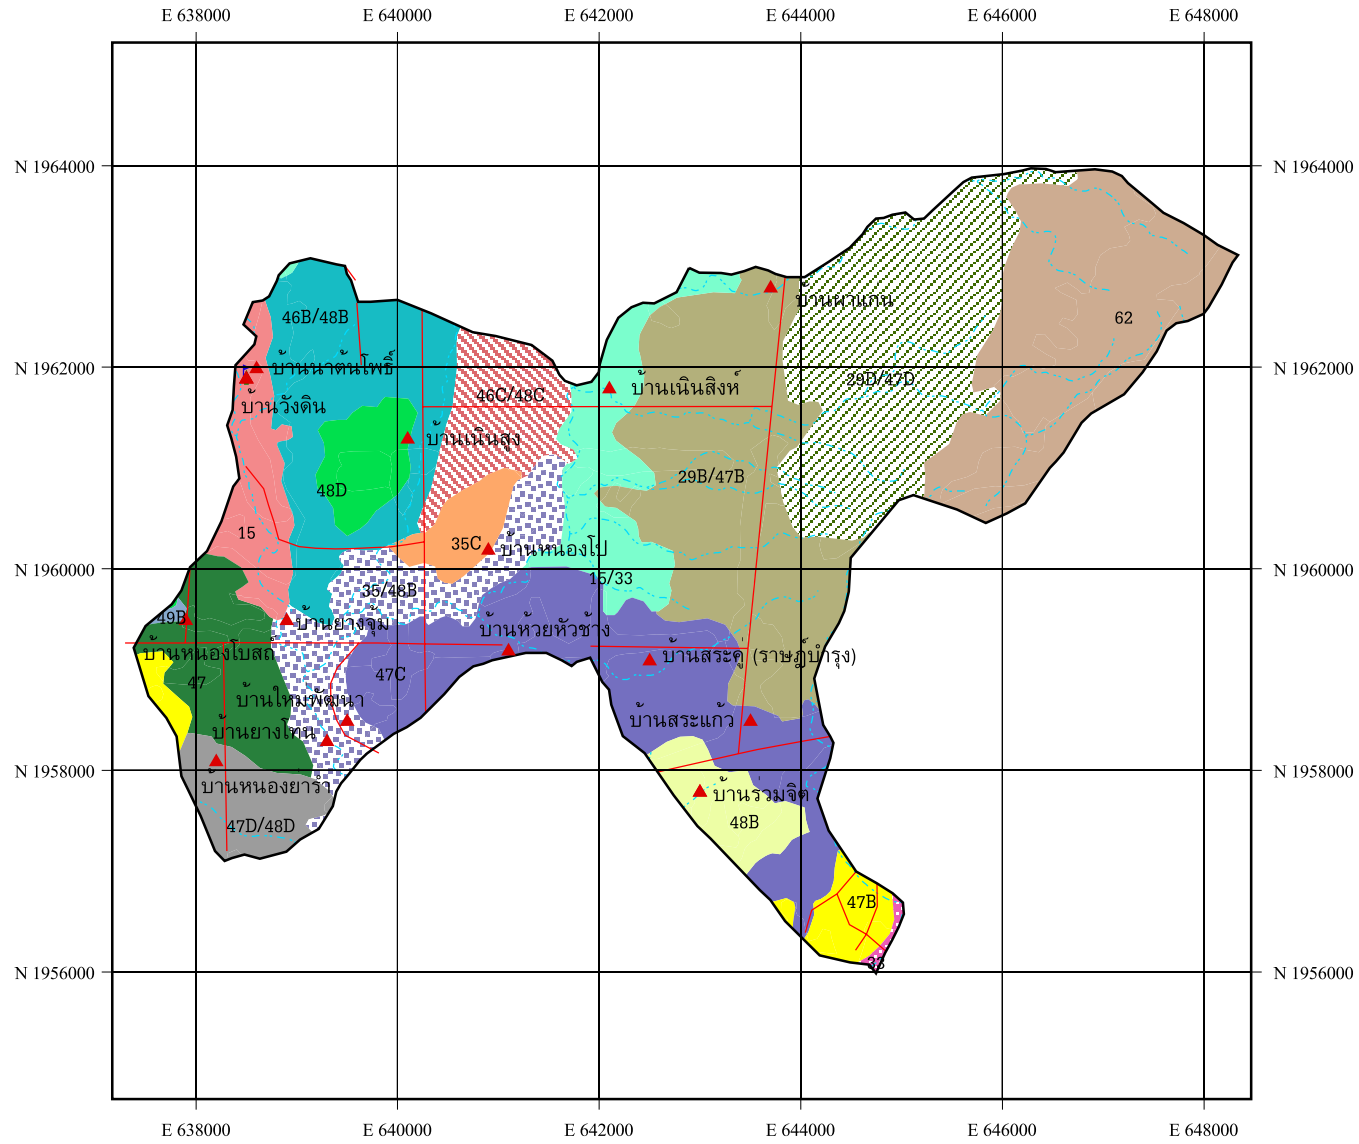 E 638000 E 640000 E 642000 E 644000 E 646000 E 648000
N 1964000 N 1964000
บ้านผาแกน
46B/48B
62
N 1962000 N 1962000
บ้านนาต้นโพธิ์
29D/47D
บ้านเนินสิงห์
46C/48C
บ้านวังดิน
บ้านเนินสูง
29B/47B
48D
15
35C
บ้านหนองโป
N 1960000 N 1960000
15/33
35/48B
49B
บ้านยางจุ่ม
บ้านห้วยหัวช้าง
บ้านหนองโบสถ์
บ้านสระคู่ (ราษฎ์บำรุง)
47C
47
บ้านใหม่พัฒนา
บ้านสระแก้ว
บ้านยางโทน
N 1958000 N 1958000
บ้านหนองยารำ
บ้านร่วมจิต
48B
47D/48D
47B
33
N 1956000 N 1956000
E 638000 E 640000 E 642000 E 644000 E 646000 E 648000